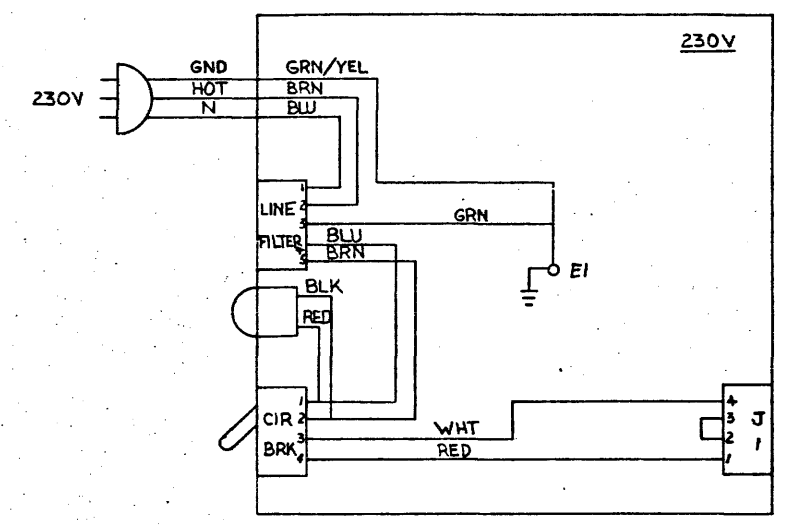 230V
GND GRN/YEL
HOT BRN
230V
N BLU
1
LINE 2
3 GRN
FILTER BLU
5 BRN
E1
BLK
RED
1 4
CIR 2 3 J
3 WHT 2 1
BRK
4 RED 1